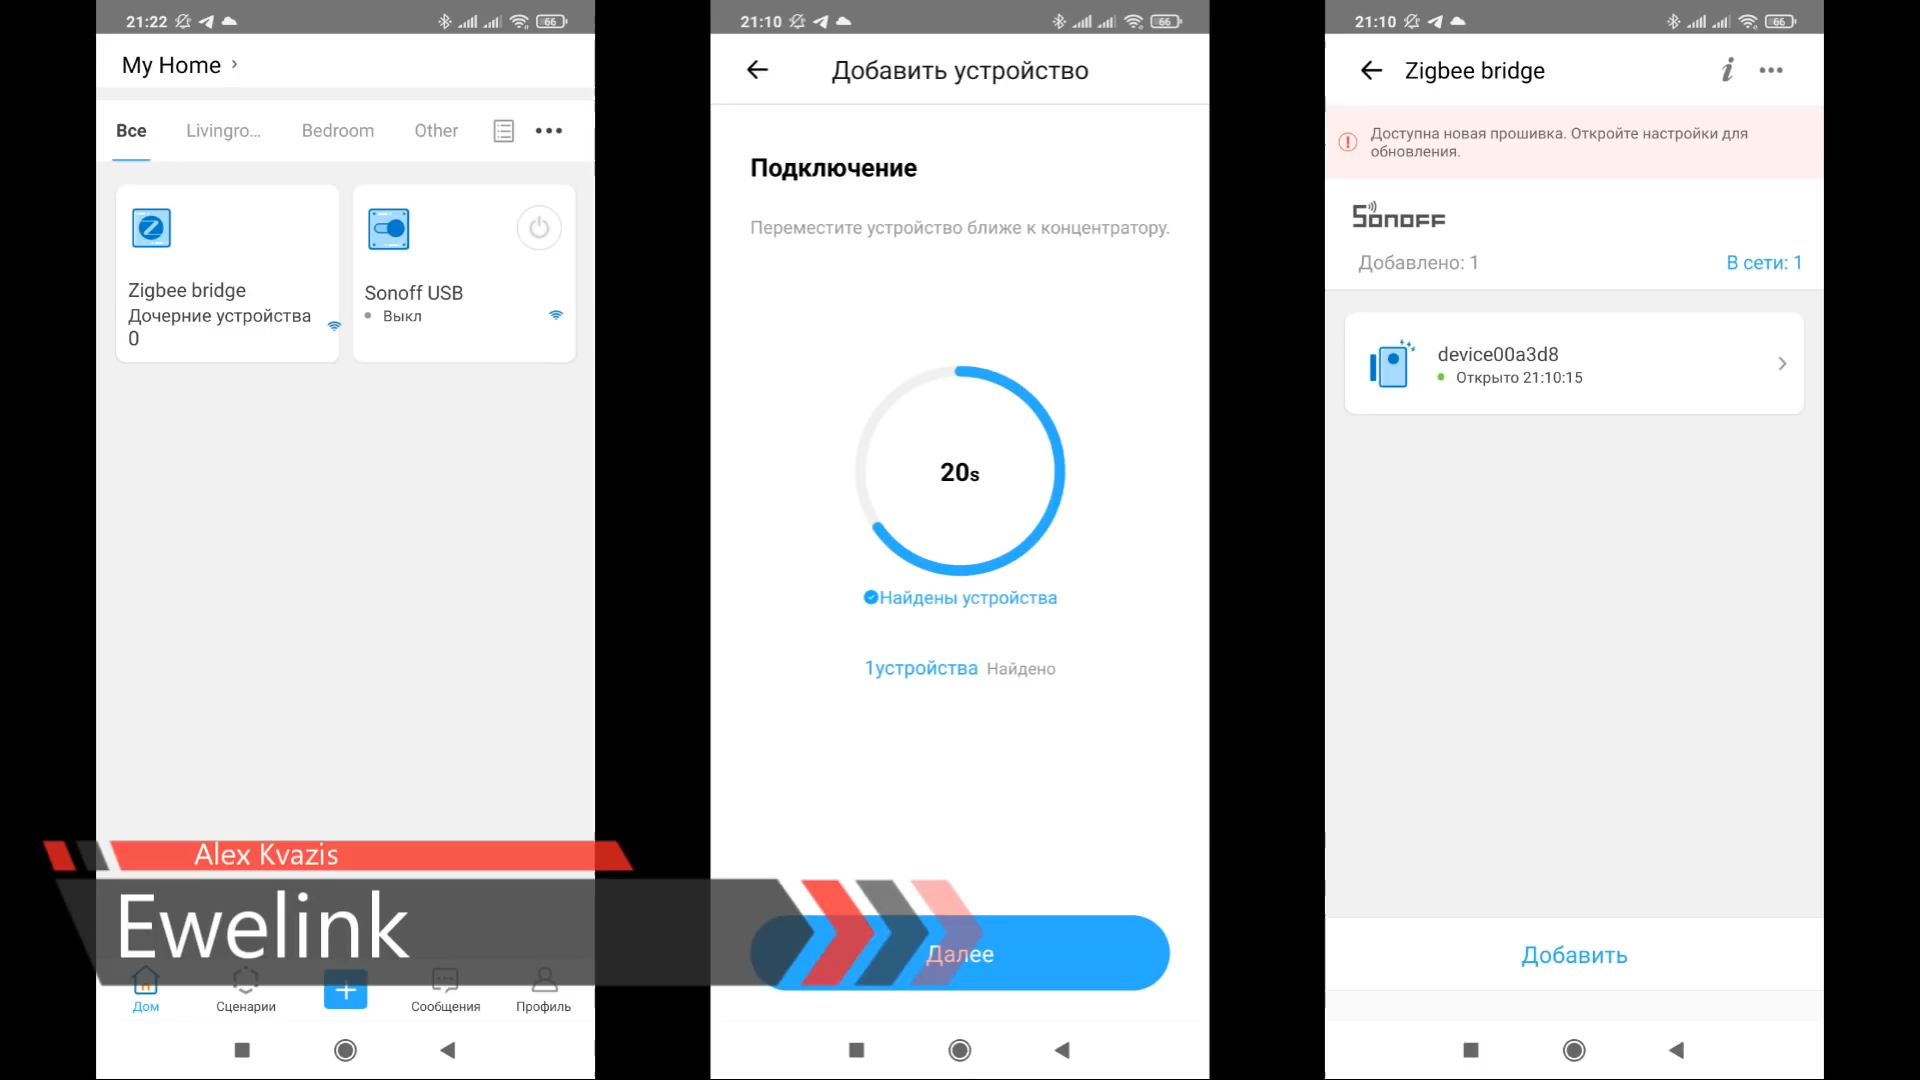 21:22
66
My Home
Все
Livingro...
Bedroom
Other
Zigbee bridge
Дочерние устройства
0
Sonoff USB
Выкл
Alex Kvazis
Ewelink
Дом
Сценарии
Сообщения
Профиль
21:10
66
Добавить устройство
Подключение
Переместите устройство ближе к концентратору.
20s
Найдены устройства
1устройства Найдено
Далее
21:10
66
Zigbee bridge
Доступна новая прошивка. Откройте настройки для
обновления.
SONOFF
Добавлено: 1
В сети: 1
device00a3d8
Открыто 21:10:15
Добавить